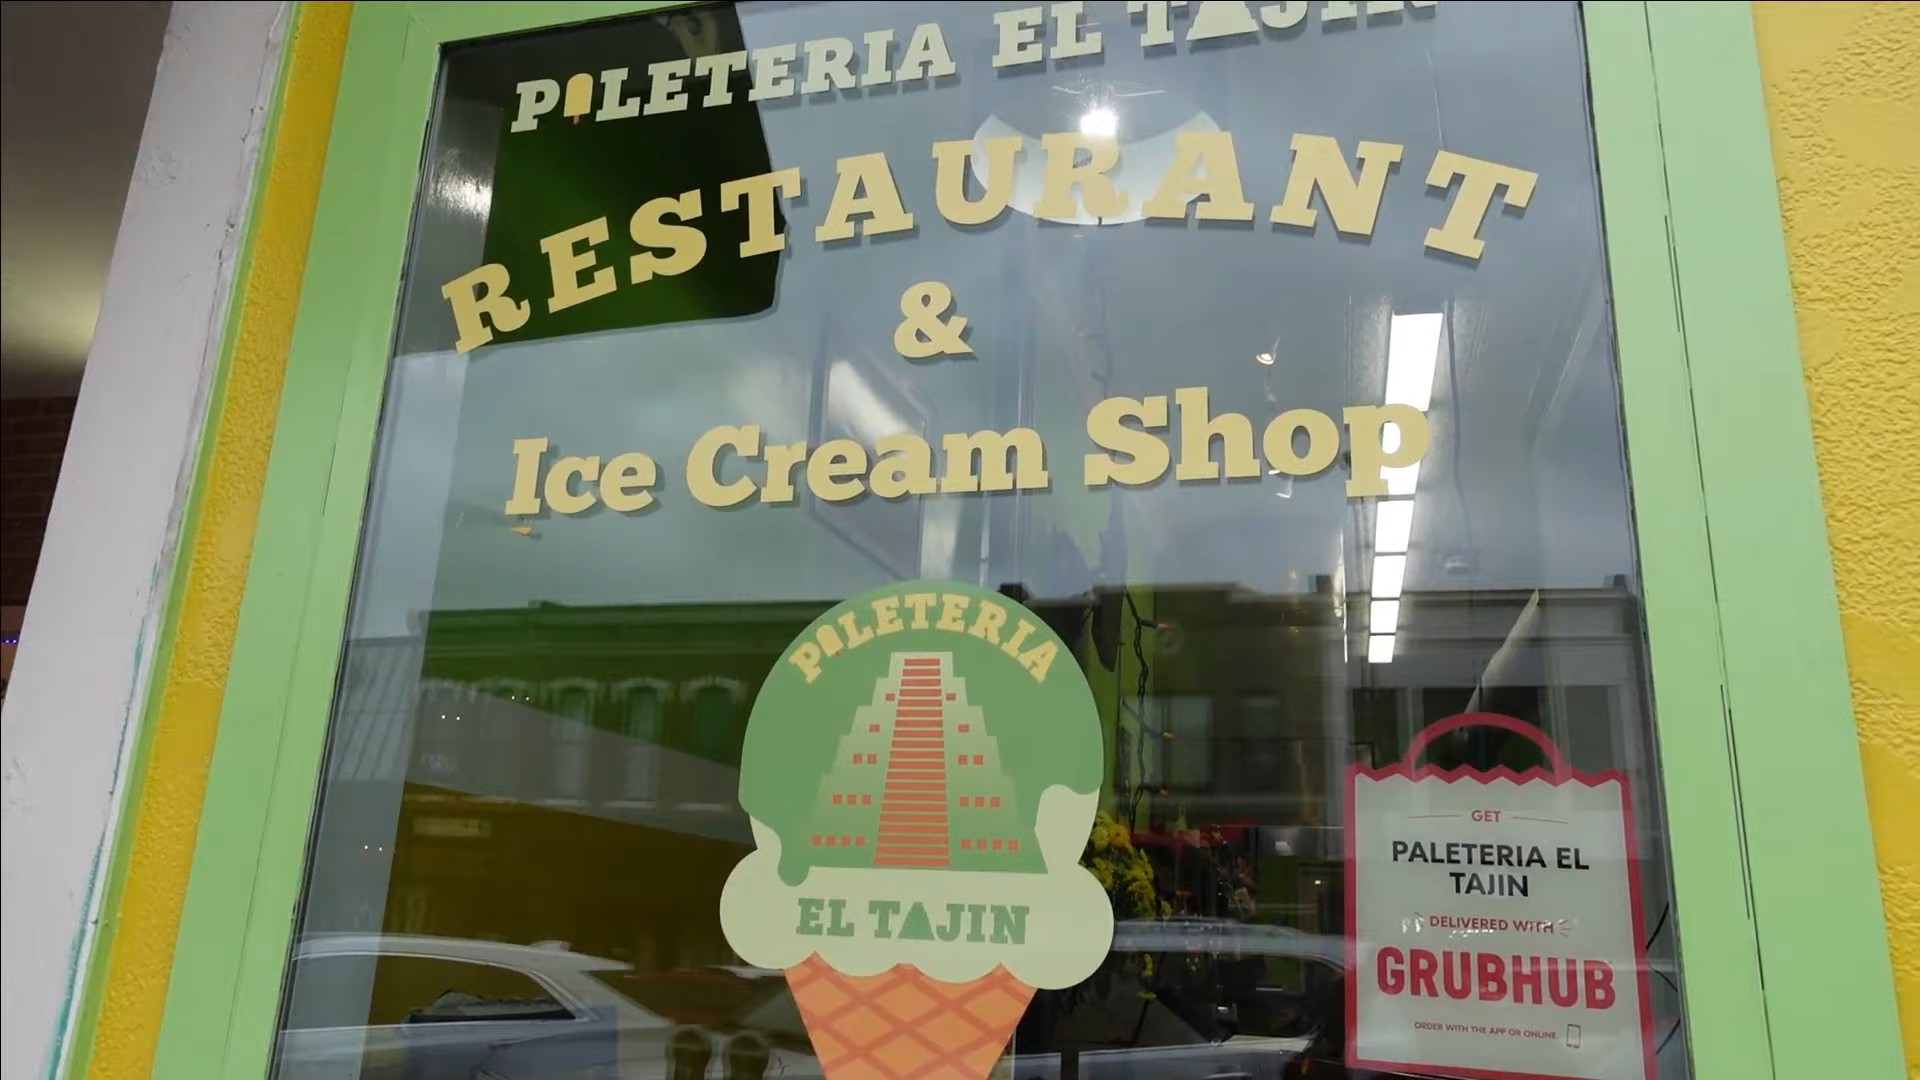 PALETERIA EL TAJIN
RESTAURANT
&
Ice Cream Shop
PALETERIA
EL TAJIN
GET
PALETERIA EL
TAJIN
DELIVERED WITH
GRUBHUB
ORDER WITH THE APP OR ONLINE